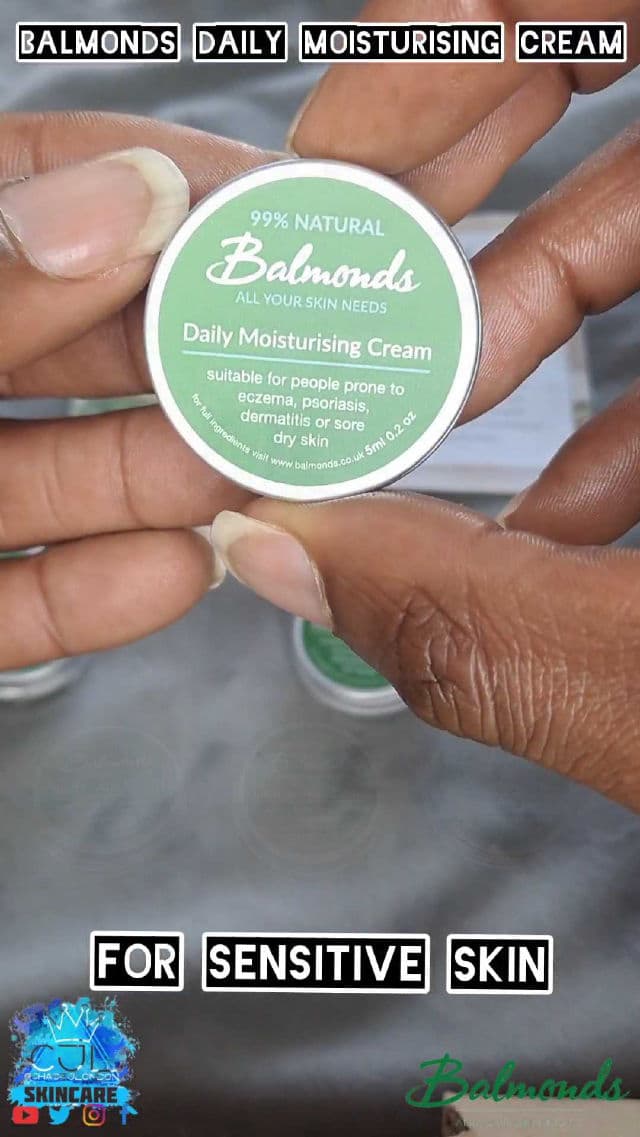 BALMONDS DAILY MOISTURISING CREAM
99% NATURAL
Balmonds
ALL YOUR SKIN NEEDS
Daily Moisturising Cream
suitable for people prone to
eczema, psoriasis,
dermatitis or sore
dry skin
for full ingredients visit www.balmonds.co.uk 5ml 0.2 oz
FOR SENSITIVE SKIN
CJL
SKINCARE
Balmonds